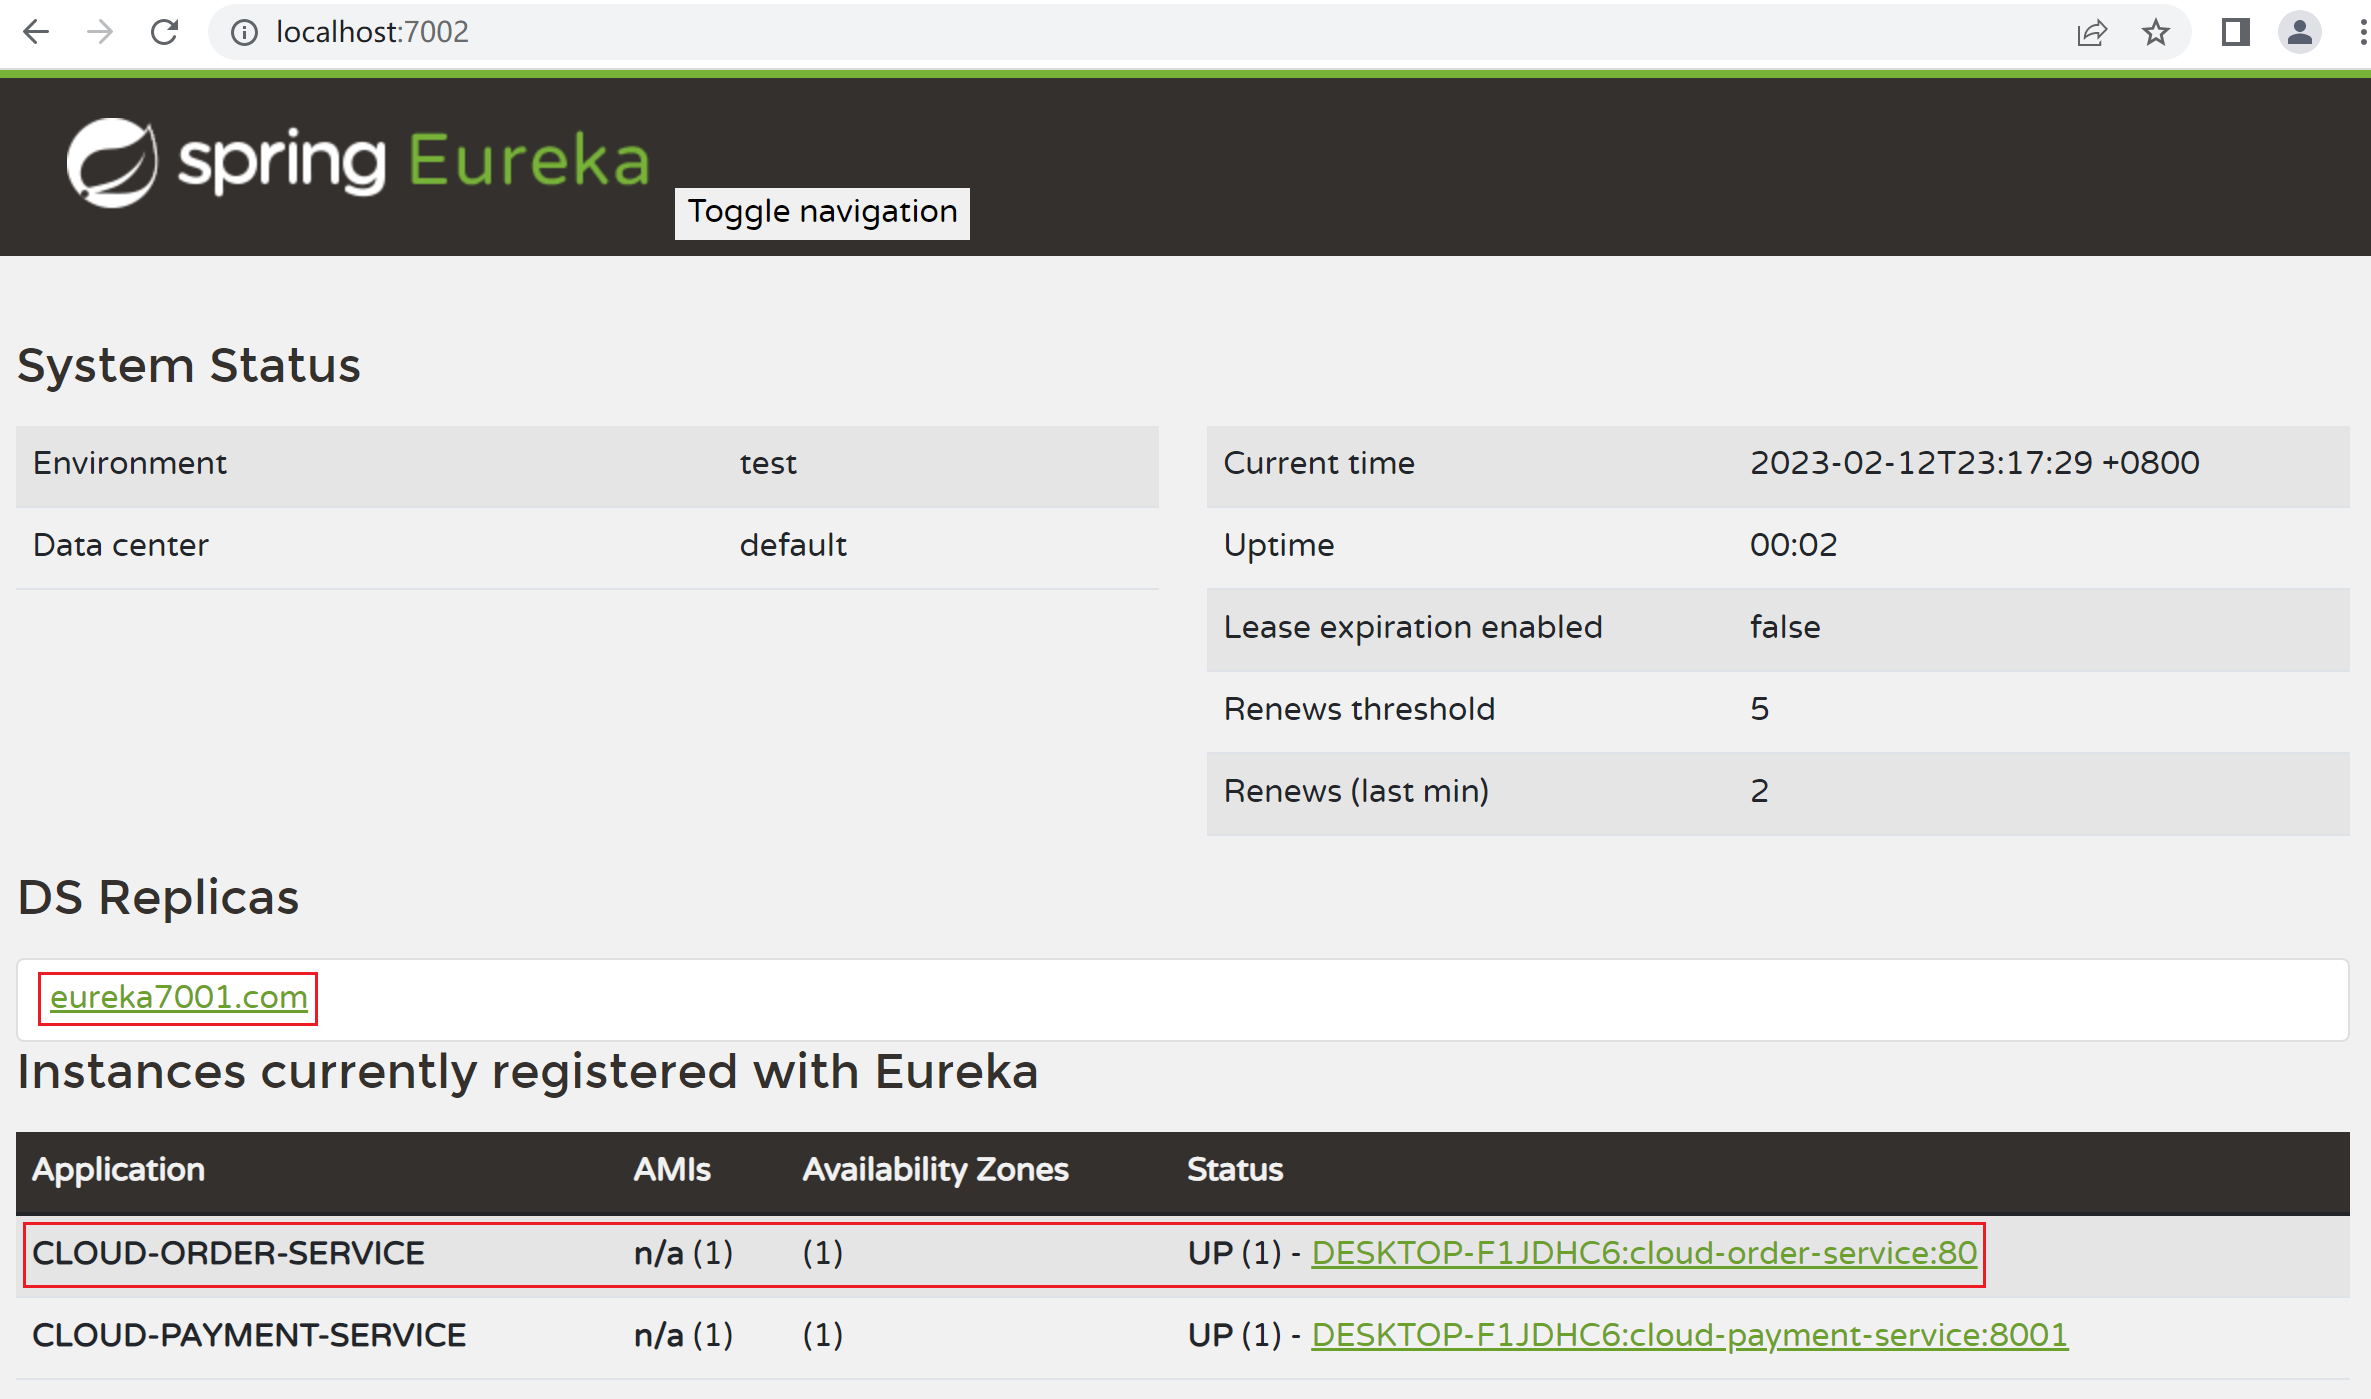 localhost:7002
spring Eureka
Toggle navigation
System Status
Environment test
Data center default
Current time 2023-02-12T23:17:29 +0800
Uptime 00:02
Lease expiration enabled false
Renews threshold 5
Renews (last min) 2
DS Replicas
eureka7001.com
Instances currently registered with Eureka
Application AMIs Availability Zones Status
CLOUD-ORDER-SERVICE n/a (1) (1) UP (1) - DESKTOP-F1JDHC6:cloud-order-service:80
CLOUD-PAYMENT-SERVICE n/a (1) (1) UP (1) - DESKTOP-F1JDHC6:cloud-payment-service:8001